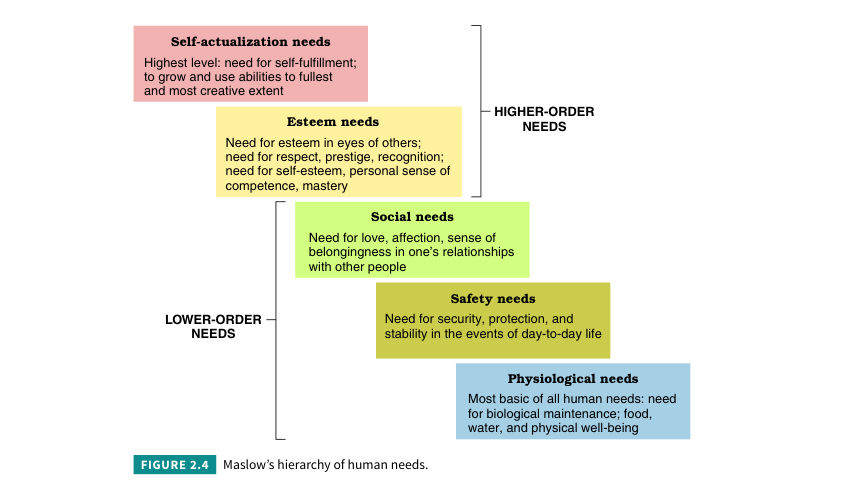 Self-actualization needs
Highest level: need for self-fulfillment;
to grow and use abilities to fullest
and most creative extent
Esteem needs
Need for esteem in eyes of others;
need for respect, prestige, recognition;
need for self-esteem, personal sense of
competence, mastery
HIGHER-ORDER
NEEDS
Social needs
Need for love, affection, sense of
belongingness in one’s relationships
with other people
Safety needs
Need for security, protection, and
stability in the events of day-to-day life
LOWER-ORDER
NEEDS
Physiological needs
Most basic of all human needs: need
for biological maintenance; food,
water, and physical well-being
FIGURE 2.4 Maslow’s hierarchy of human needs.